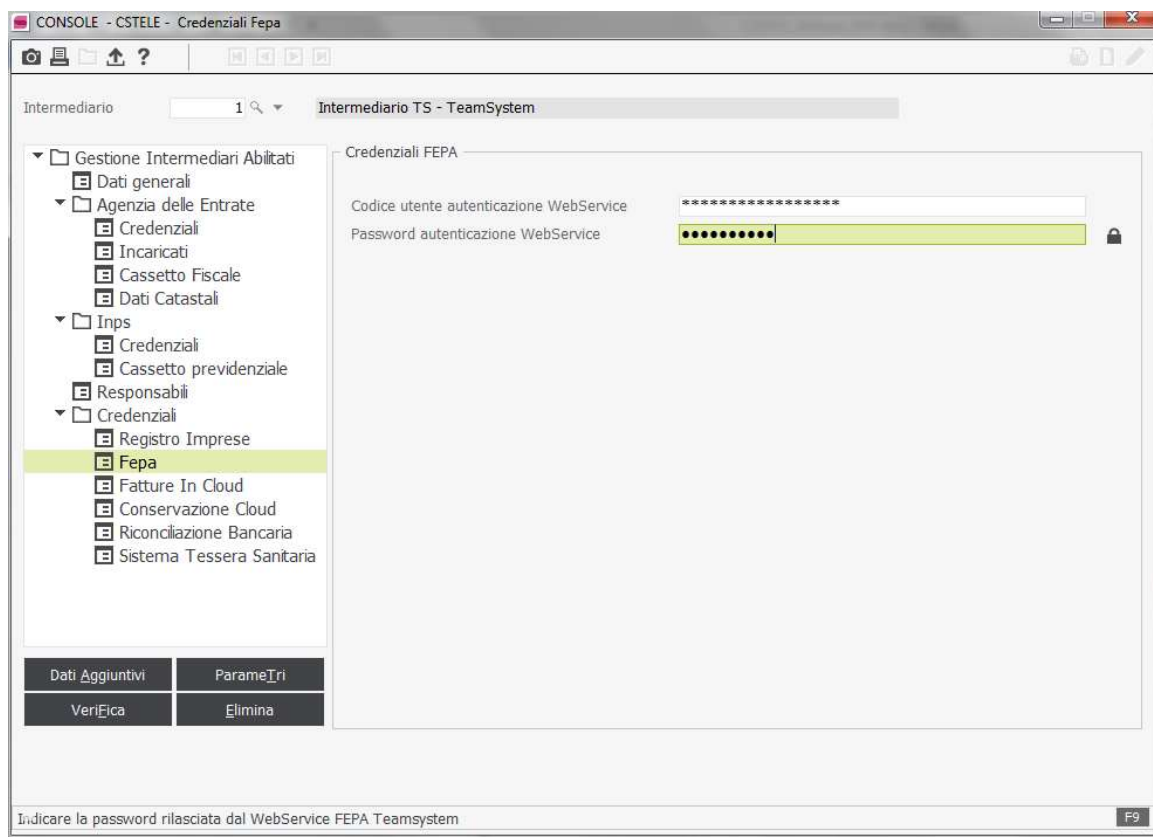 CONSOLE - CSTELE - Credenziali Fepa
?
Intermediario 1 Intermediario TS - TeamSystem
Gestione Intermediari Abilitati
Dati generali
Agenzia delle Entrate
Credenziali
Incaricati
Cassetto Fiscale
Dati Catastali
Inps
Credenziali
Cassetto previdenziale
Responsabili
Credenziali
Registro Imprese
Fepa
Fatture In Cloud
Conservazione Cloud
Riconciliazione Bancaria
Sistema Tessera Sanitaria
Dati Aggiuntivi ParameTri
VeriFica Elimina
Credenziali FEPA
Codice utente autenticazione WebService *****************
Password autenticazione WebService ●●●●●●●●●●
Indicare la password rilasciata dal WebService FEPA Teamsystem F9